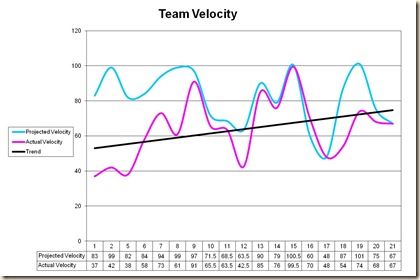 Team Velocity
120
100
80
60
40
20
0
Projected Velocity
Actual Velocity
Trend
1 2 5 6 7 8 9 10 11 12 13 14 15 16 17 18 19 20 21
Projected Velocity 83 99 82 84 94 99 97 71.5 68.5 63.5 90 79 100.5 60 48 87 101 75 67
Actual Velocity 37 42 38 58 73 61 91 65.5 63.5 42.5 85 76 99.5 70 48 54 74 68 67